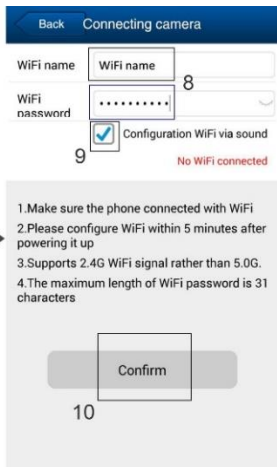 Back Connecting camera
WiFi name WiFi name
8
WiFi
password ••••••••••
9 Configuration WiFi via sound
No WiFi connected
1.Make sure the phone connected with WiFi
2.Please configure WiFi within 5 minutes after
powering it up
3.Supports 2.4G WiFi signal rather than 5.0G.
4.The maximum length of WiFi password is 31
characters
Confirm
10